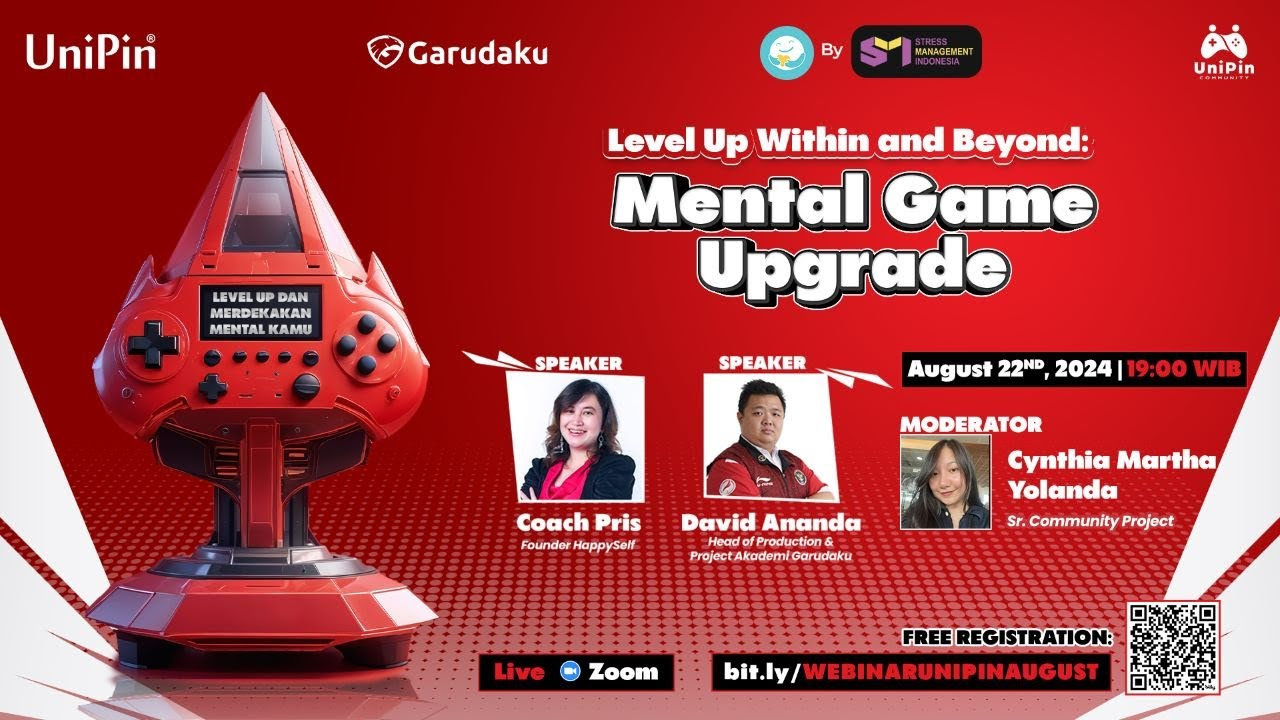 UniPin®
Garudaku
By
SMI
STRESS
MANAGEMENT
INDONESIA
UniPin
COMMUNITY
Level Up Within and Beyond:
Mental Game
Upgrade
LEVEL UP DAN
MERDEKAKAN
MENTAL KAMU
SPEAKER
Coach Pris
Founder HappySelf
SPEAKER
David Ananda
Head of Production &
Project Akademi Garudaku
August 22ND, 2024 | 19:00 WIB
MODERATOR
Cynthia Martha
Yolanda
Sr. Community Project
Live Zoom
FREE REGISTRATION:
bit.ly/WEBINARUNIPINAUGUST